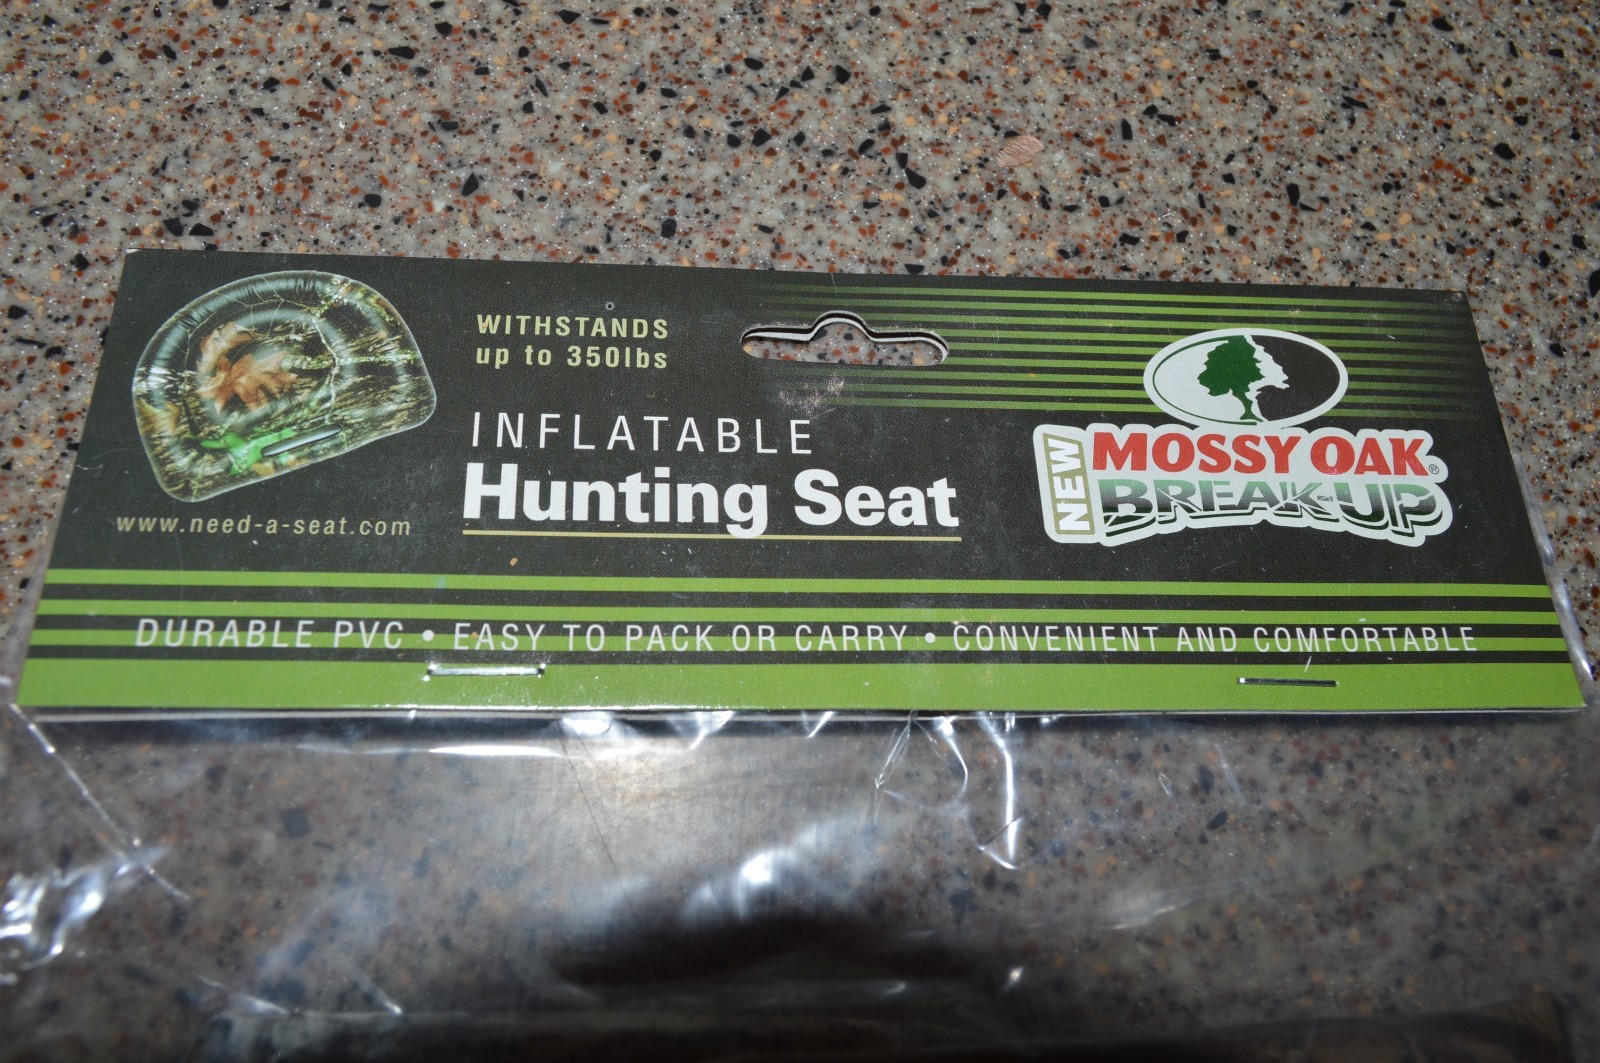 WITHSTANDS
up to 350lbs
INFLATABLE
Hunting Seat
www.need-a-seat.com
NEW
MOSSY OAK®
BREAK-UP
DURABLE PVC • EASY TO PACK OR CARRY • CONVENIENT AND COMFORTABLE